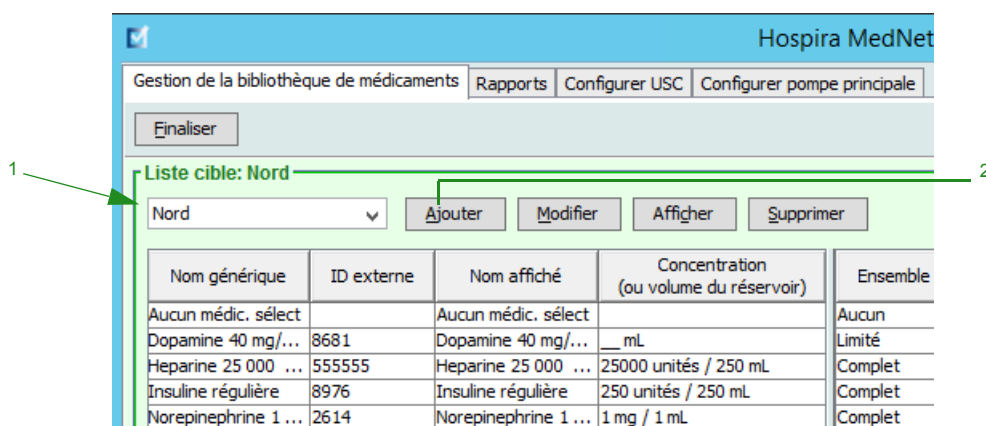 Hospira MedNet
Gestion de la bibliothèque de médicaments Rapports Configurer USC Configurer pompe principale
Finaliser
1
Liste cible: Nord
2
Nord Ajouter Modifier Afficher Supprimer
Nom générique ID externe Nom affiché Concentration (ou volume du réservoir) Ensemble
Aucun médic. sélect Aucun médic. sélect Aucun
Dopamine 40 mg/... 8681 Dopamine 40 mg/... __ mL Limité
Heparine 25 000 ... 555555 Heparine 25 000 ... 25000 unités / 250 mL Complet
Insuline régulière 8976 Insuline régulière 250 unités / 250 mL Complet
Norepinephrine 1 ... 2614 Norepinephrine 1 ... 1 mg / 1 mL Complet